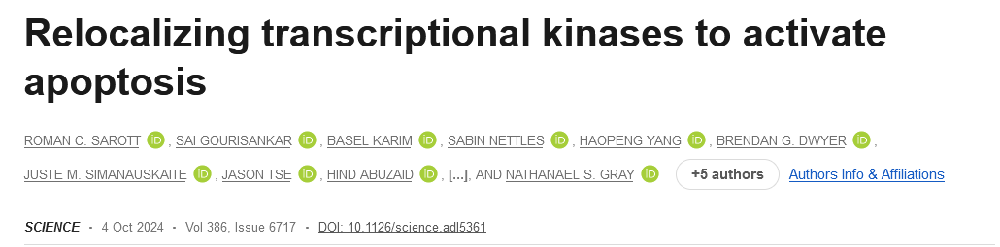 Relocalizing transcriptional kinases to activate
apoptosis
ROMAN C. SAROTT iD , SAI GOURISANKAR iD , BASEL KARIM iD , SABIN NETTLES iD , HAOPENG YANG iD , BRENDAN G. DWYER iD ,
JUSTE M. SIMANAUSKAITE iD , JASON TSE iD , HIND ABUZAID iD , [...], AND NATHANAEL S. GRAY iD +5 authors Authors Info & Affiliations
SCIENCE · 4 Oct 2024 · Vol 386, Issue 6717 · DOI: 10.1126/science.adl5361